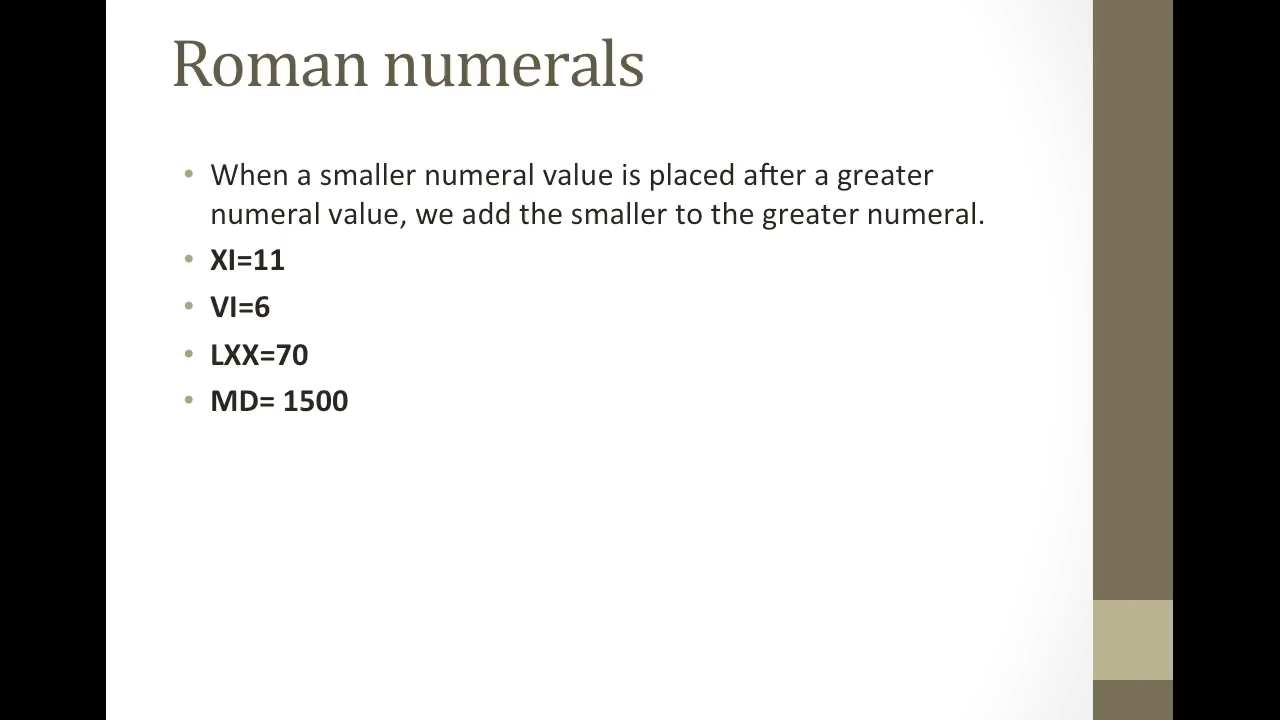 Roman numerals
• When a smaller numeral value is placed after a greater
numeral value, we add the smaller to the greater numeral.
• XI=11
• VI=6
• LXX=70
• MD= 1500